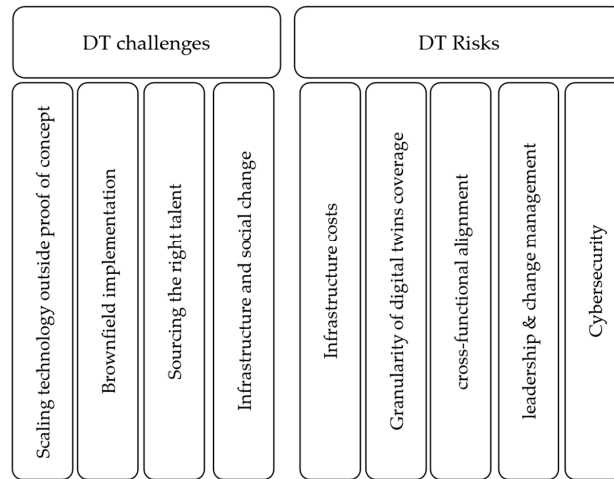 DT challenges
DT Risks
Scaling technology outside proof of concept
Brownfield implementation
Sourcing the right talent
Infrastructure and social change
Infrastructure costs
Granularity of digital twins coverage
cross-functional alignment
leadership & change management
Cybersecurity